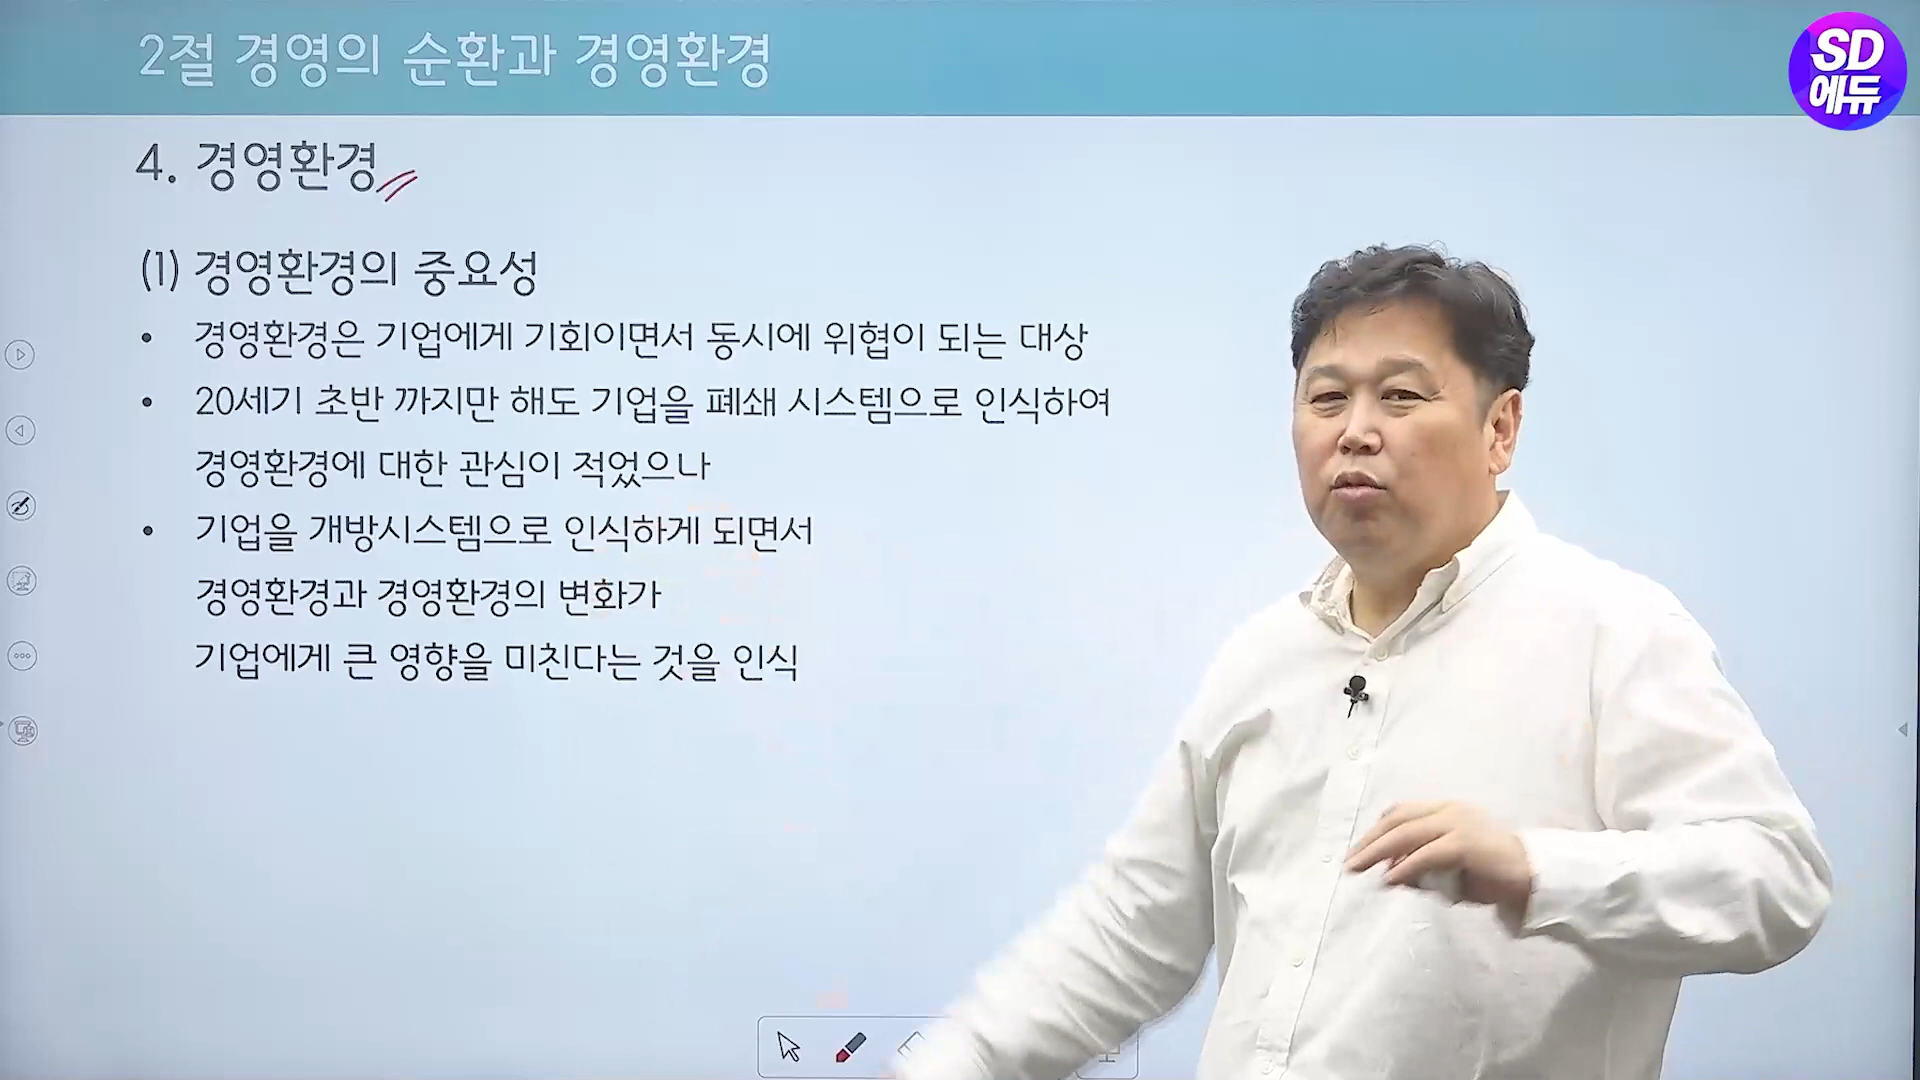 2절 경영의 순환과 경영환경
SD
에듀
4. 경영환경
(1) 경영환경의 중요성
• 경영환경은 기업에게 기회이면서 동시에 위협이 되는 대상
• 20세기 초반 까지만 해도 기업을 폐쇄 시스템으로 인식하여
경영환경에 대한 관심이 적었으나
• 기업을 개방시스템으로 인식하게 되면서
경영환경과 경영환경의 변화가
기업에게 큰 영향을 미친다는 것을 인식